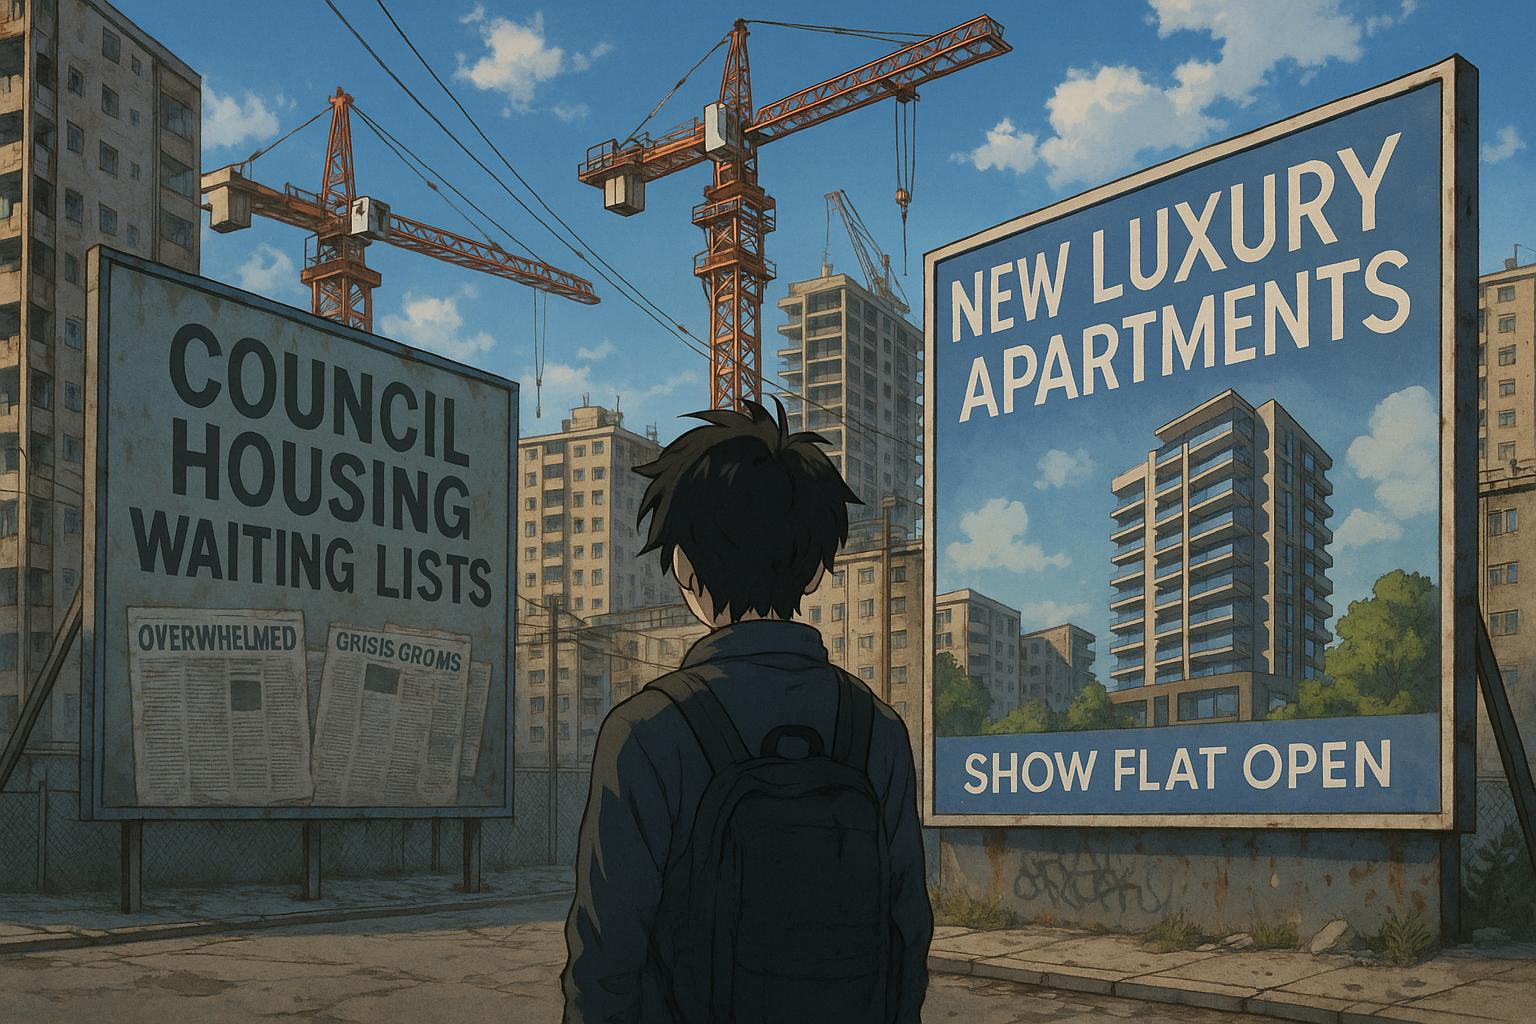 COUNCIL
HOUSING
WAITING LISTS
OVERWHELMED
GRISIS GROMS
NEW LUXURY
APARTMENTS
SHOW FLAT OPEN